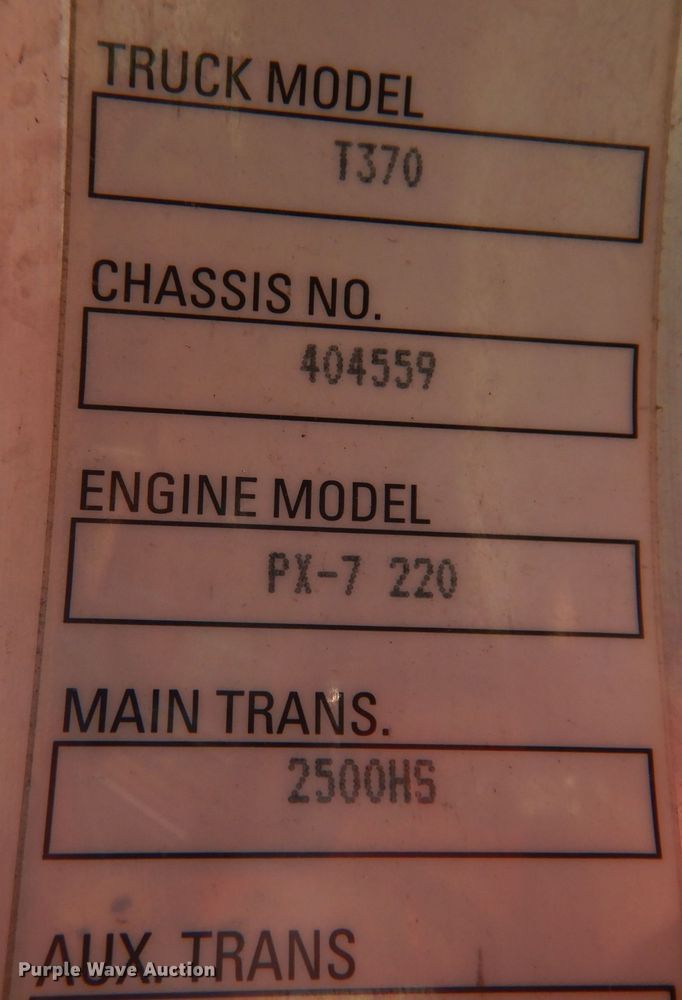 TRUCK MODEL
T370
CHASSIS NO.
404559
ENGINE MODEL
PX-7 220
MAIN TRANS.
2500HS
AUX. TRANS
Purple Wave Auction